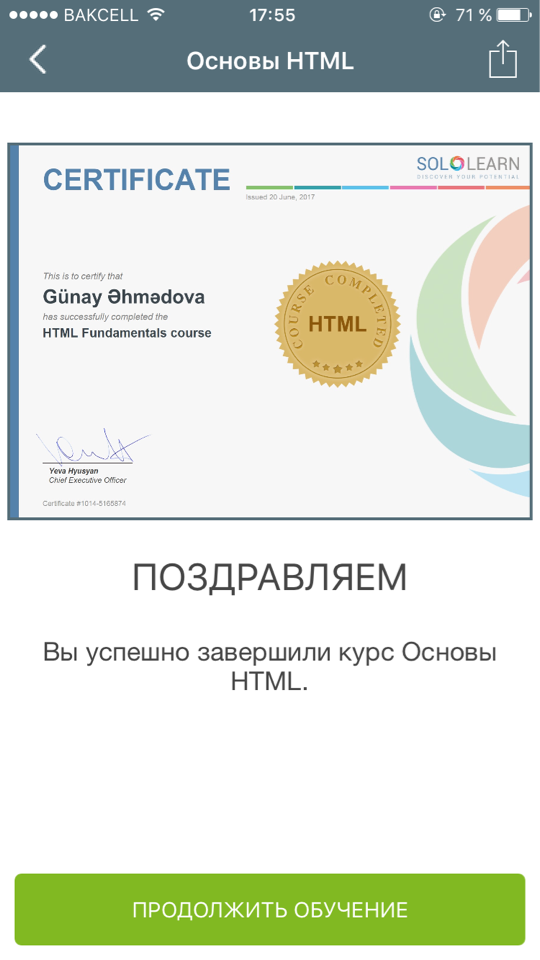 BAKCELL 17:55 71 %
Основы HTML
SOLOLEARN
DISCOVER YOUR POTENTIAL
CERTIFICATE
Issued 20 June, 2017
This is to certify that
Günay Əhmədova
has successfully completed the
HTML Fundamentals course
COURSE COMPLETED
HTML
Yeva Hyusyan
Chief Executive Officer
Certificate #1014-5165874
ПОЗДРАВЛЯЕМ
Вы успешно завершили курс Основы
HTML.
ПРОДОЛЖИТЬ ОБУЧЕНИЕ